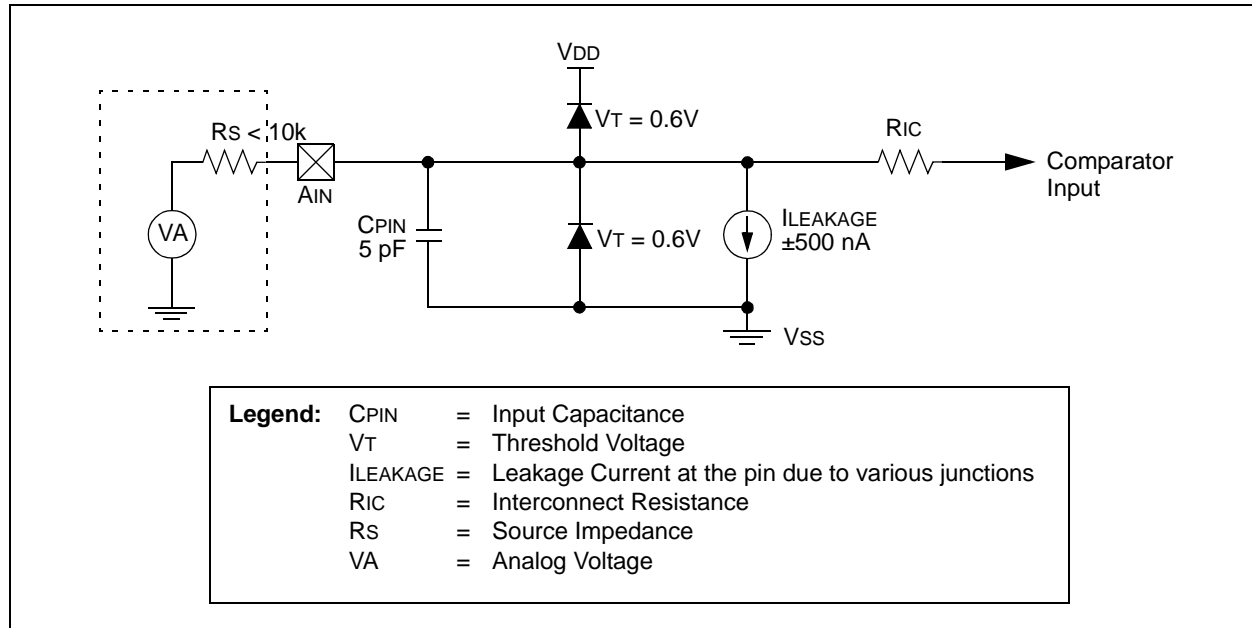 VDD
VT = 0.6V
RS < 10k
RIC
AIN
Comparator
Input
VA
CPIN
5 pF
VT = 0.6V
ILEAKAGE
±500 nA
VSS
Legend: CPIN = Input Capacitance
VT = Threshold Voltage
ILEAKAGE = Leakage Current at the pin due to various junctions
RIC = Interconnect Resistance
RS = Source Impedance
VA = Analog Voltage